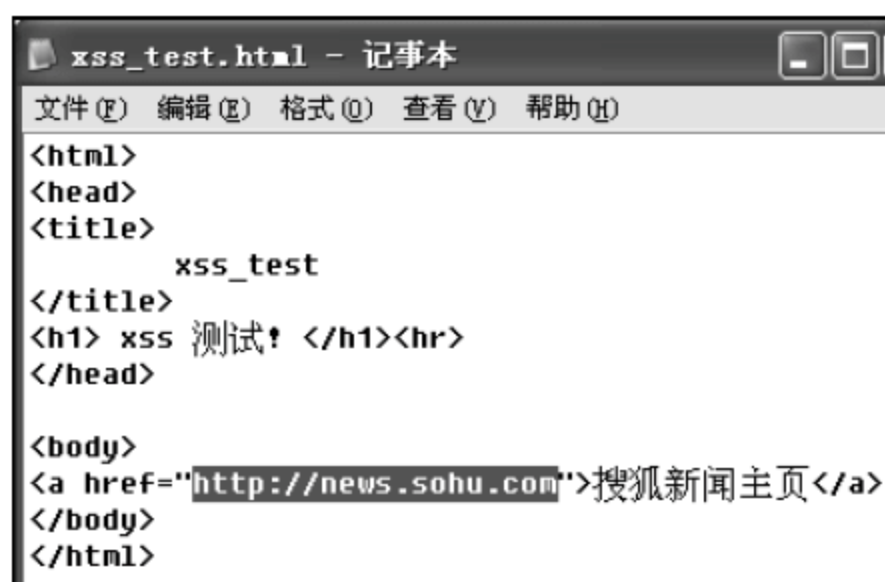 xss_test.html - 记事本
文件(F) 编辑(E) 格式(O) 查看(V) 帮助(H)
<html>
<head>
<title>
        xss_test
</title>
<h1> xss 测试! </h1><hr>
</head>

<body>
<a href="http://news.sohu.com">搜狐新闻主页</a>
</body>
</html>